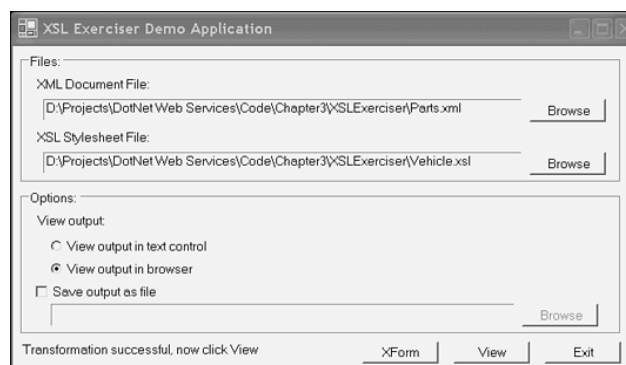 XSL Exerciser Demo Application
Files:
XML Document File:
D:\Projects\DotNet Web Services\Code\Chapter3\XSLExerciser\Parts.xml Browse
XSL Stylesheet File:
D:\Projects\DotNet Web Services\Code\Chapter3\XSLExerciser\Vehicle.xsl Browse
Options:
View output:
View output in text control
View output in browser
Save output as file
Browse
Transformation successful, now click View XForm View Exit